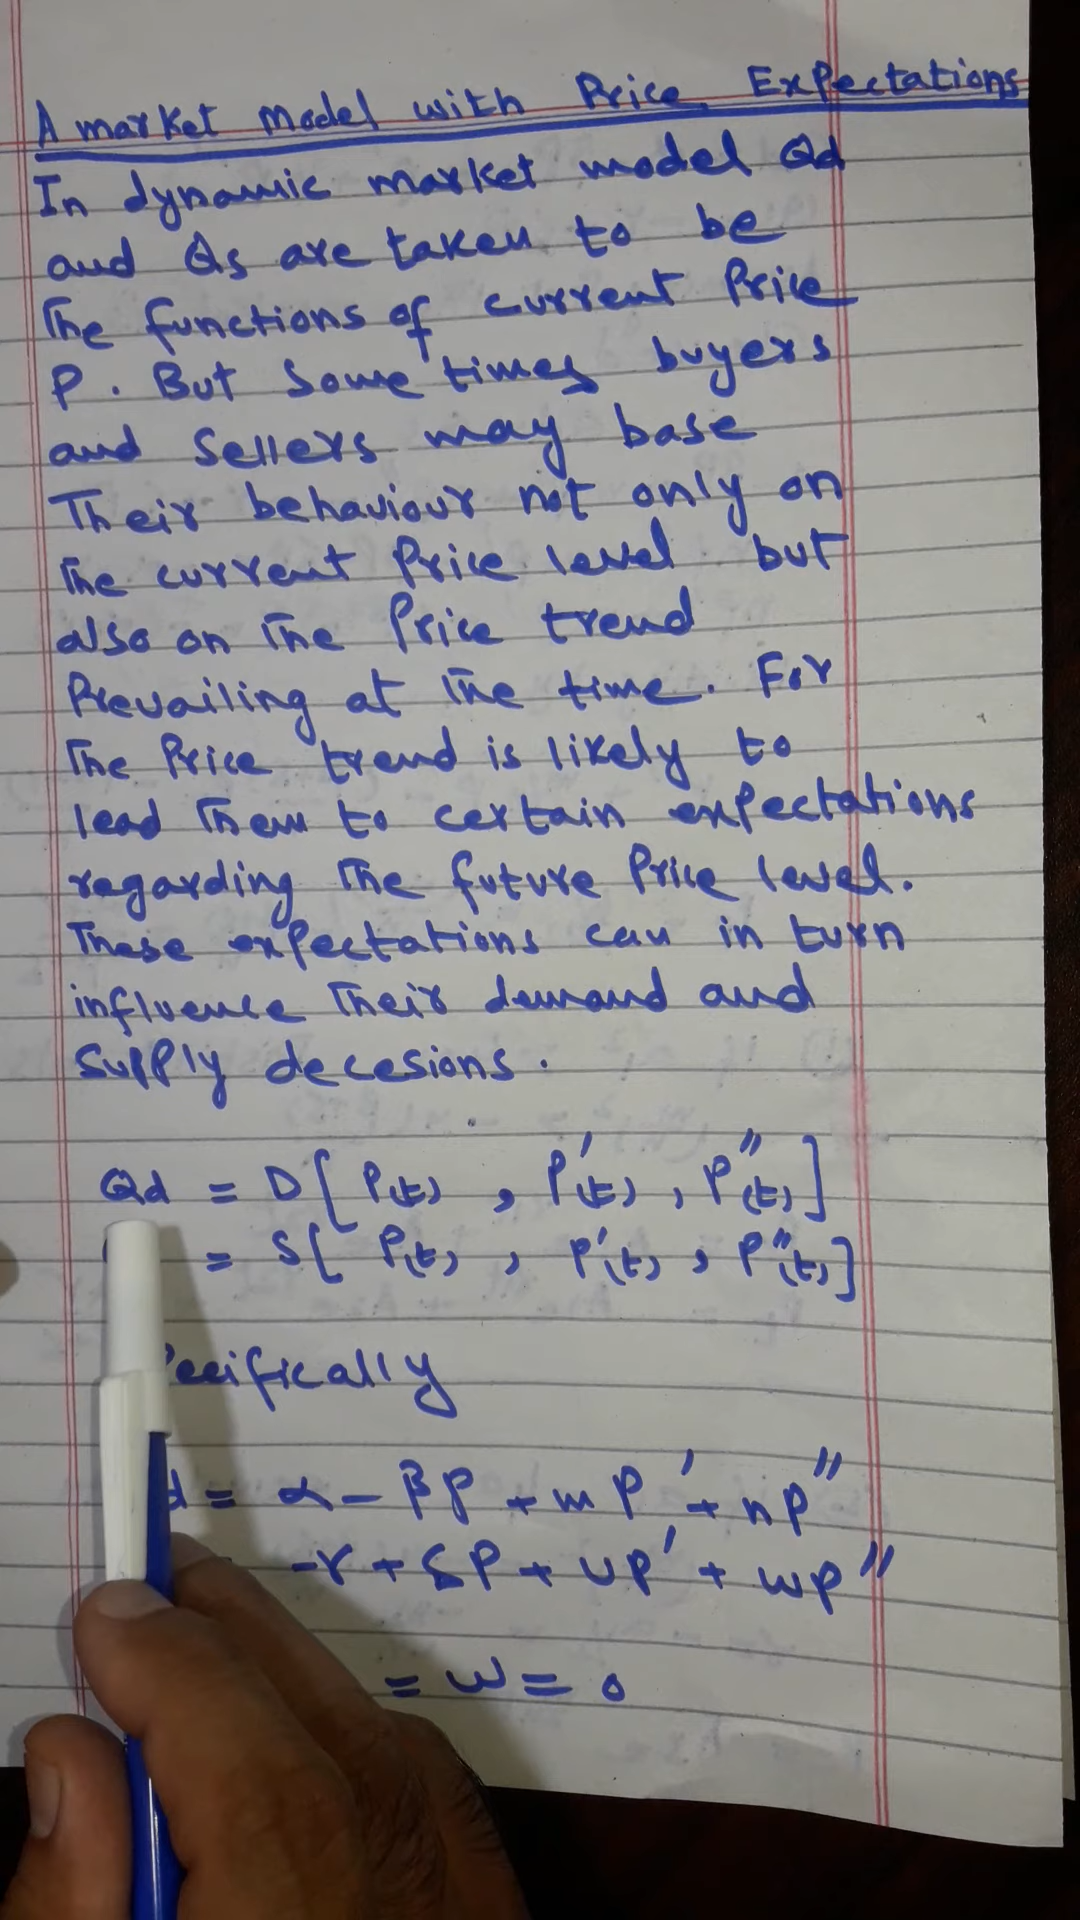 A market model with Price Expectations
In dynamic market model Qd
and Qs are taken to be
The functions of current Price
P. But Some times buyers
and Sellers may base
Their behaviour not only on
The current Price level but
also on The Price trend
Prevailing at The time. For
The Price trend is likely to
lead Them to certain expectations
regarding The future Price level.
These expectations can in turn
influence Their demand and
Supply decesions.
Qd = D[ P(t) , P'(t) , P''(t) ]
= S[ P(t) , P'(t) , P''(t) ]
ecifically
d = α - βP + mP' + nP''
-γ + δP + uP' + wP''
= w = 0